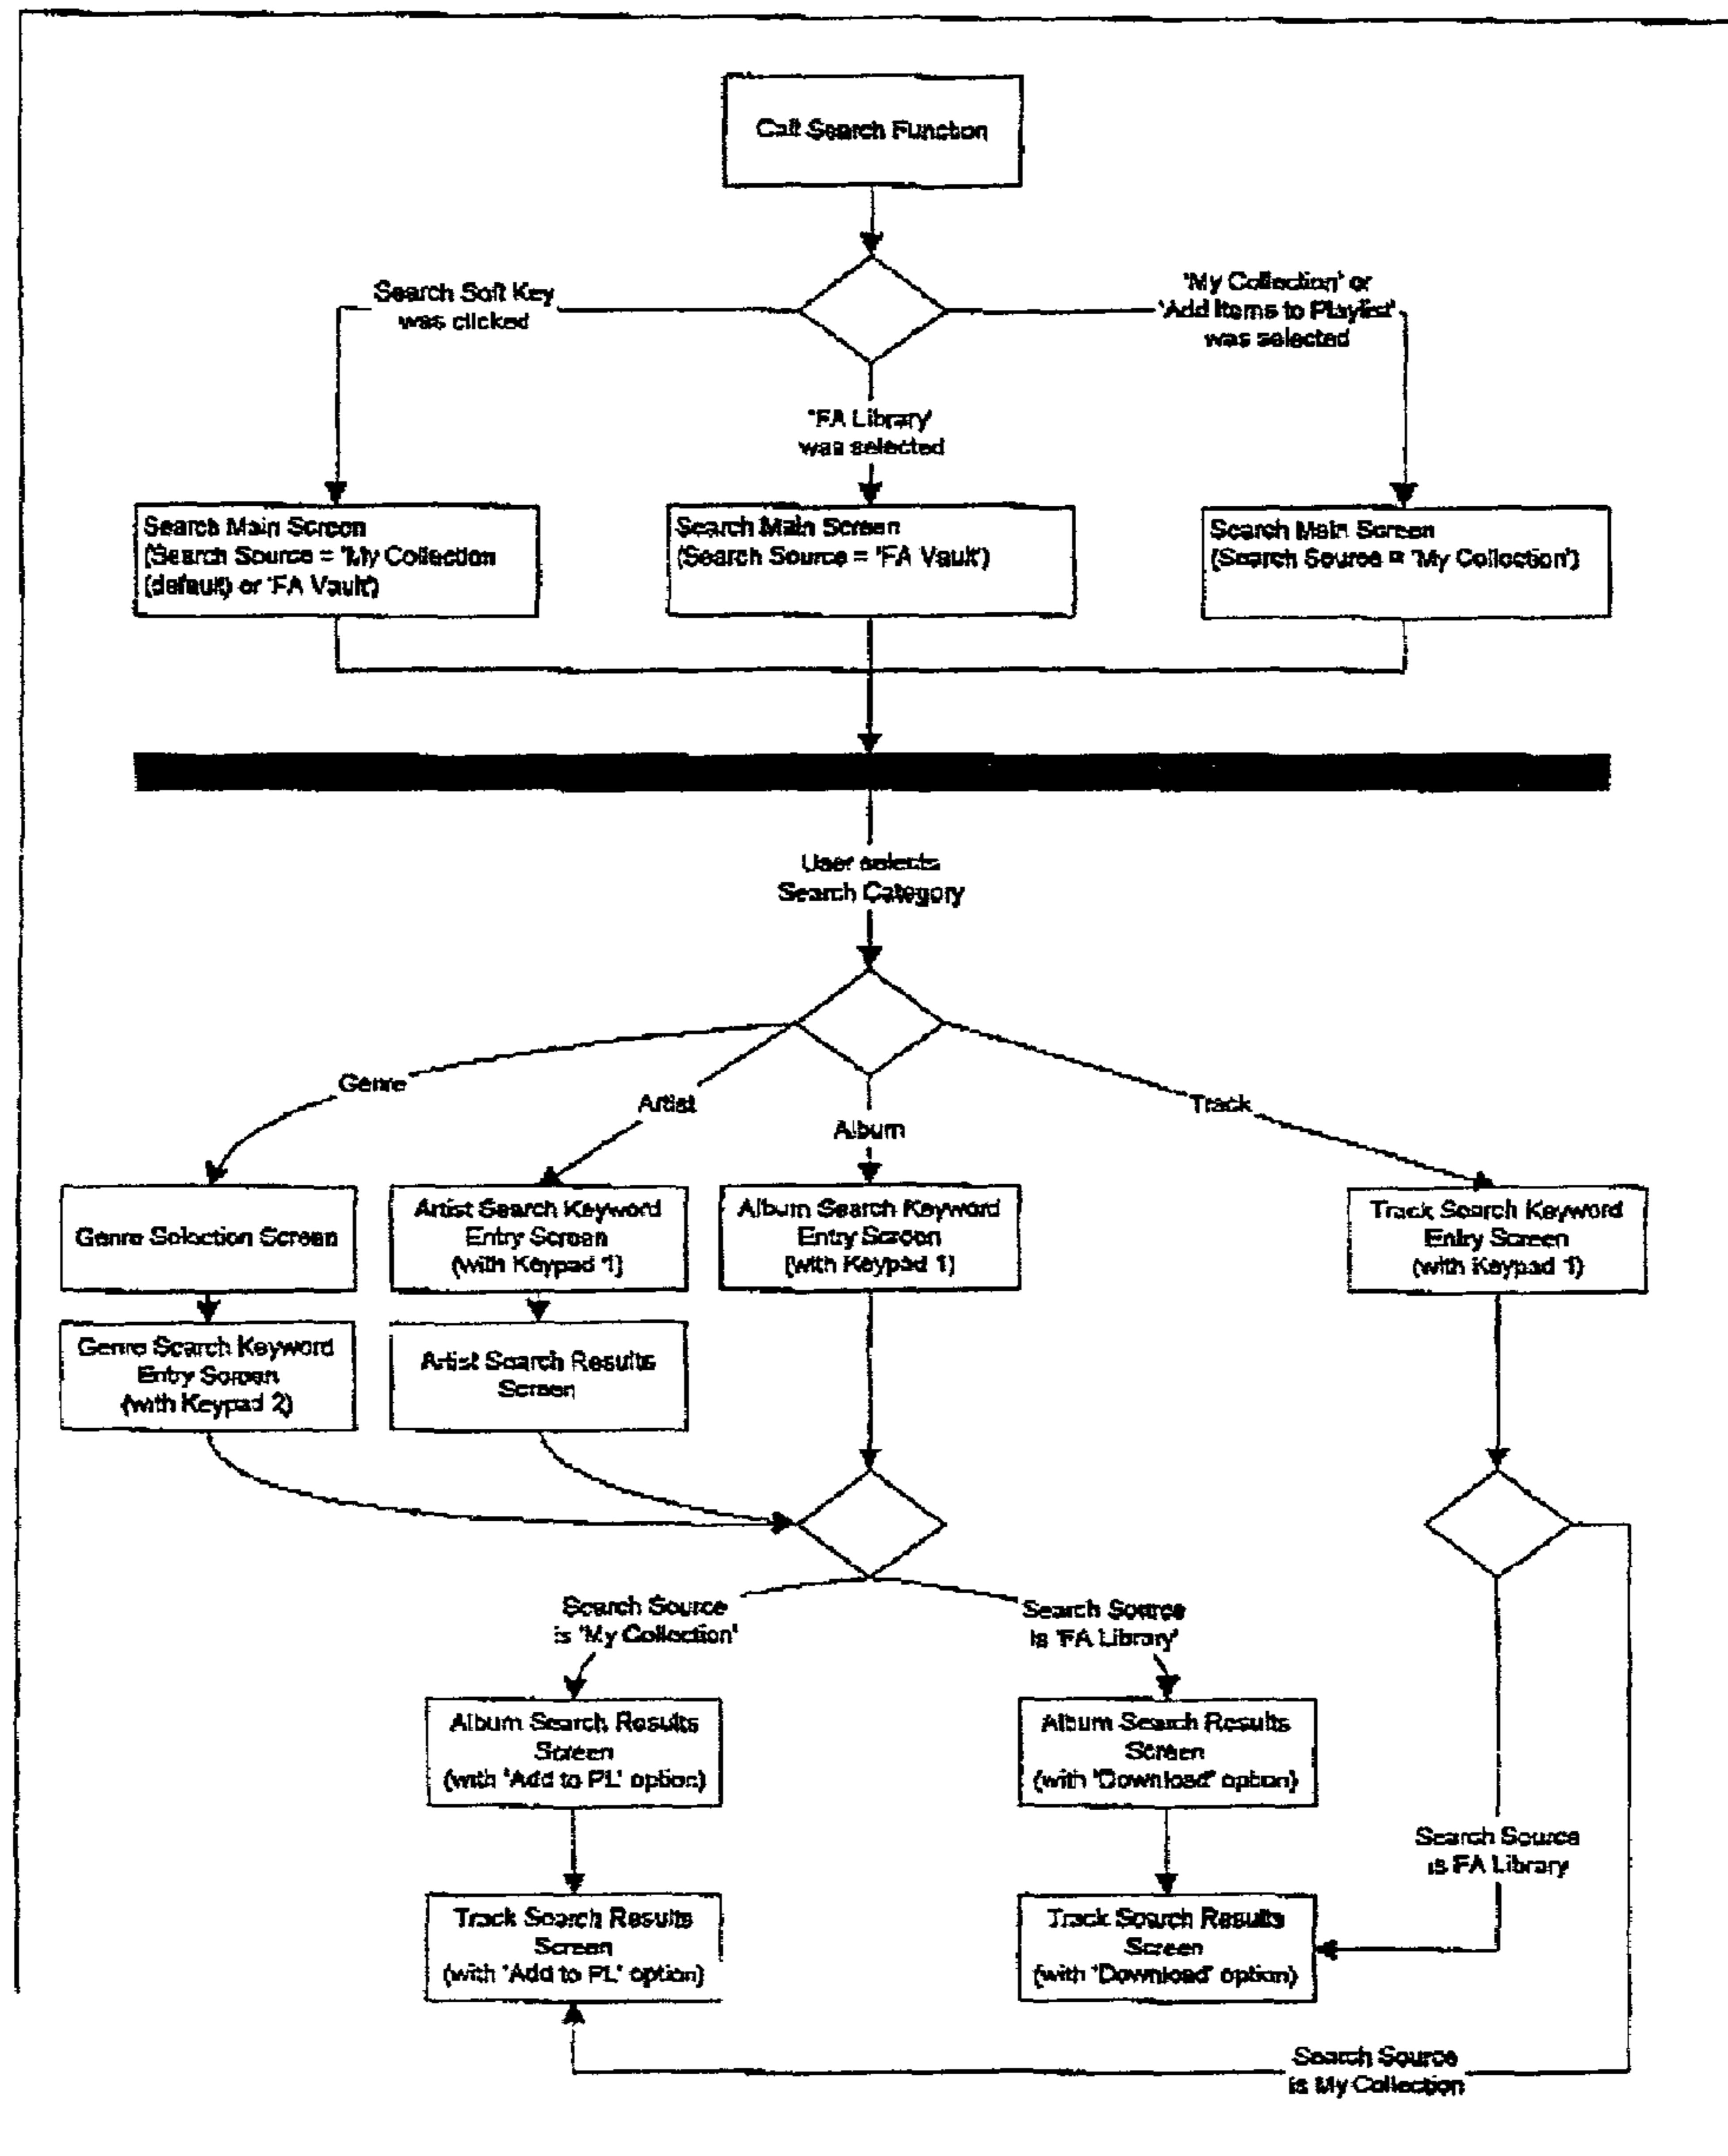 Call Search Function
Search Soft Key
was clicked
'My Collection' or
'Add Items to Playlist'
was selected
'FA Library'
was selected
Search Main Screen
(Search Source = 'My Collection
(default) or 'FA Vault')
Search Main Screen
(Search Source = 'FA Vault')
Search Main Screen
(Search Source = 'My Collection')
User selects
Search Category
Genre
Artist
Album
Track
Genre Selection Screen
Artist Search Keyword
Entry Screen
(with Keypad 1)
Album Search Keyword
Entry Screen
(with Keypad 1)
Track Search Keyword
Entry Screen
(with Keypad 1)
Genre Search Keyword
Entry Screen
(with Keypad 2)
Artist Search Results
Screen
Search Source
is 'My Collection'
Search Source
is 'FA Library'
Album Search Results
Screen
(with 'Add to PL' option)
Album Search Results
Screen
(with 'Download' option)
Search Source
is FA Library
Track Search Results
Screen
(with 'Add to PL' option)
Track Search Results
Screen
(with 'Download' option)
Search Source
is My Collection